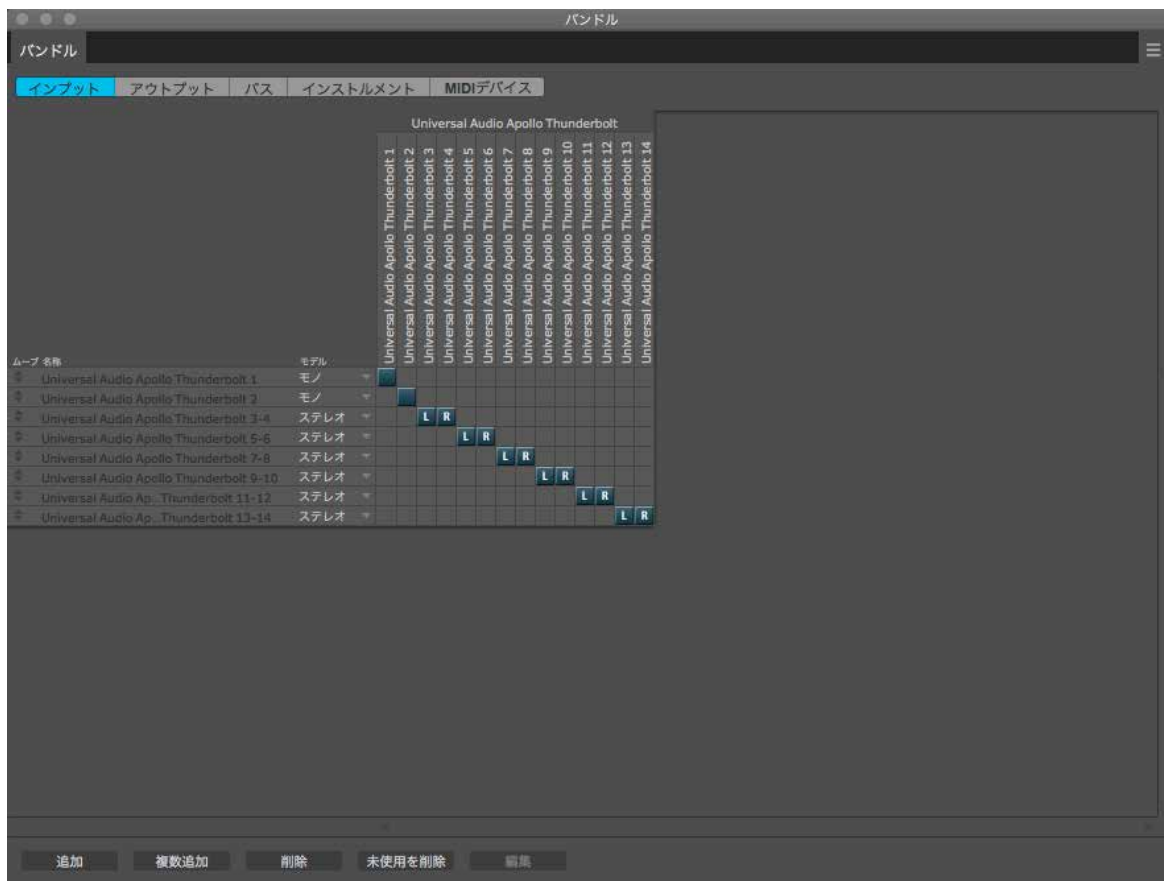 バンドル
バンドル
インプット アウトプット バス インストルメント MIDIデバイス
Universal Audio Apollo Thunderbolt
Universal Audio Apollo Thunderbolt 1
Universal Audio Apollo Thunderbolt 2
Universal Audio Apollo Thunderbolt 3
Universal Audio Apollo Thunderbolt 4
Universal Audio Apollo Thunderbolt 5
Universal Audio Apollo Thunderbolt 6
Universal Audio Apollo Thunderbolt 7
Universal Audio Apollo Thunderbolt 8
Universal Audio Apollo Thunderbolt 9
Universal Audio Apollo Thunderbolt 10
Universal Audio Apollo Thunderbolt 11
Universal Audio Apollo Thunderbolt 12
Universal Audio Apollo Thunderbolt 13
Universal Audio Apollo Thunderbolt 14
ムーブ 名称 モデル
Universal Audio Apollo Thunderbolt 1 モノ
Universal Audio Apollo Thunderbolt 2 モノ
Universal Audio Apollo Thunderbolt 3-4 ステレオ L R
Universal Audio Apollo Thunderbolt 5-6 ステレオ L R
Universal Audio Apollo Thunderbolt 7-8 ステレオ L R
Universal Audio Apollo Thunderbolt 9-10 ステレオ L R
Universal Audio Ap...Thunderbolt 11-12 ステレオ L R
Universal Audio Ap...Thunderbolt 13-14 ステレオ L R
追加 複数追加 削除 未使用を削除 編集